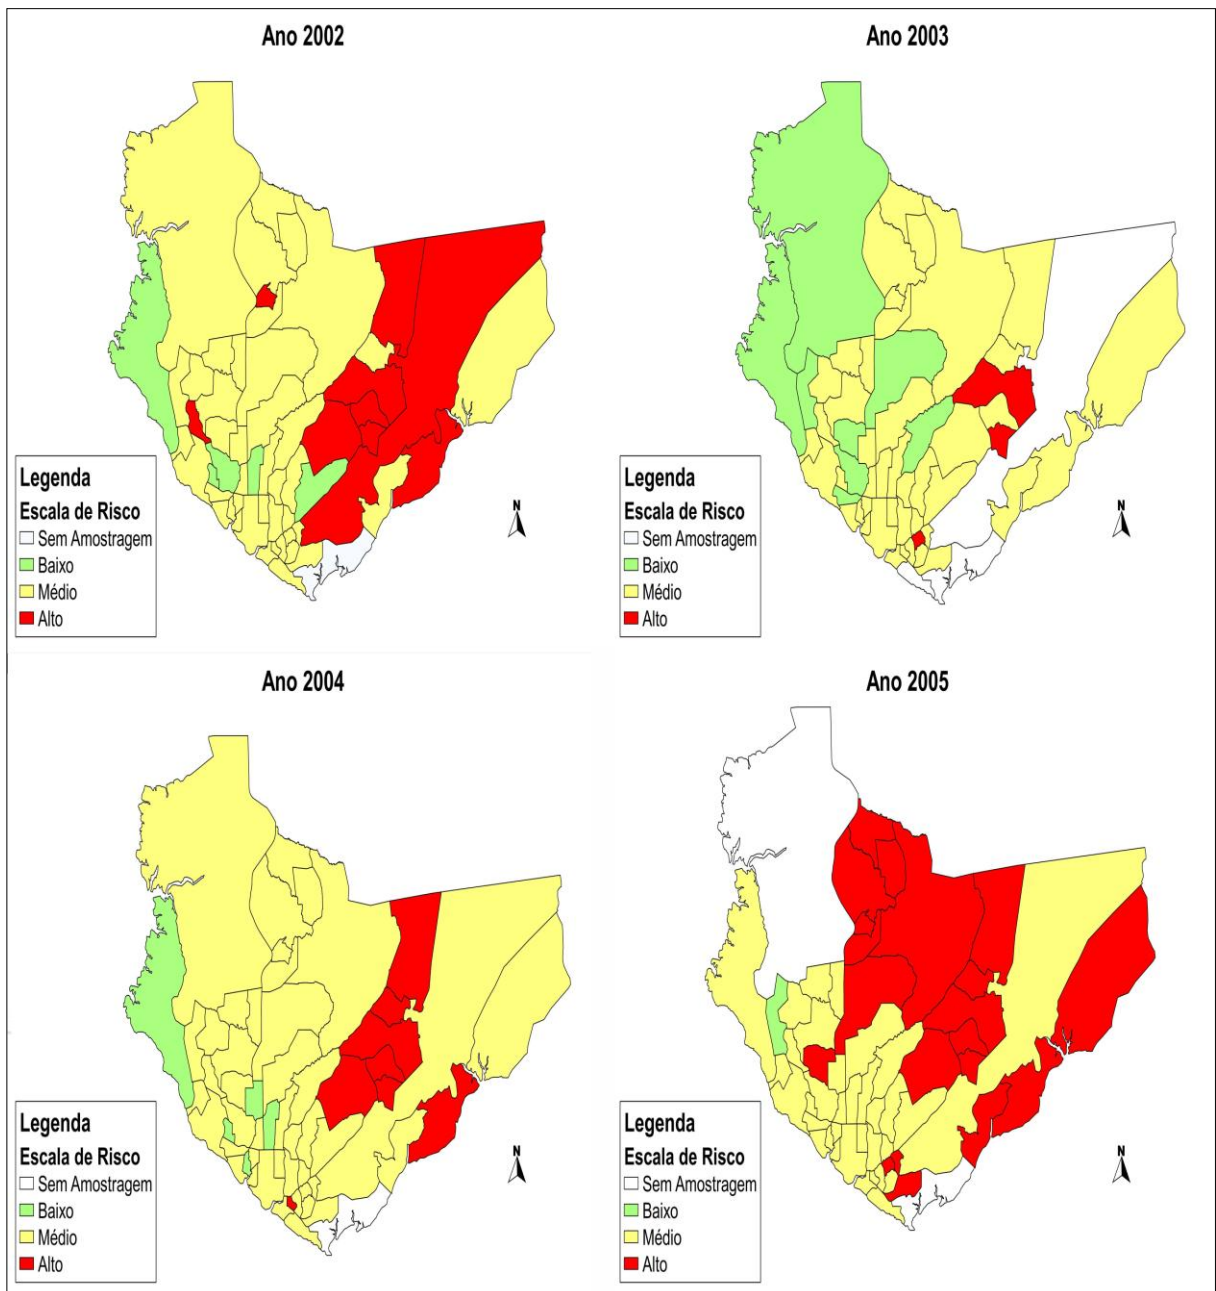 Ano 2002
Legenda
Escala de Risco
Sem Amostragem
Baixo
Médio
Alto
N
Ano 2003
Legenda
Escala de Risco
Sem Amostragem
Baixo
Médio
Alto
N
Ano 2004
Legenda
Escala de Risco
Sem Amostragem
Baixo
Médio
Alto
N
Ano 2005
Legenda
Escala de Risco
Sem Amostragem
Baixo
Médio
Alto
N